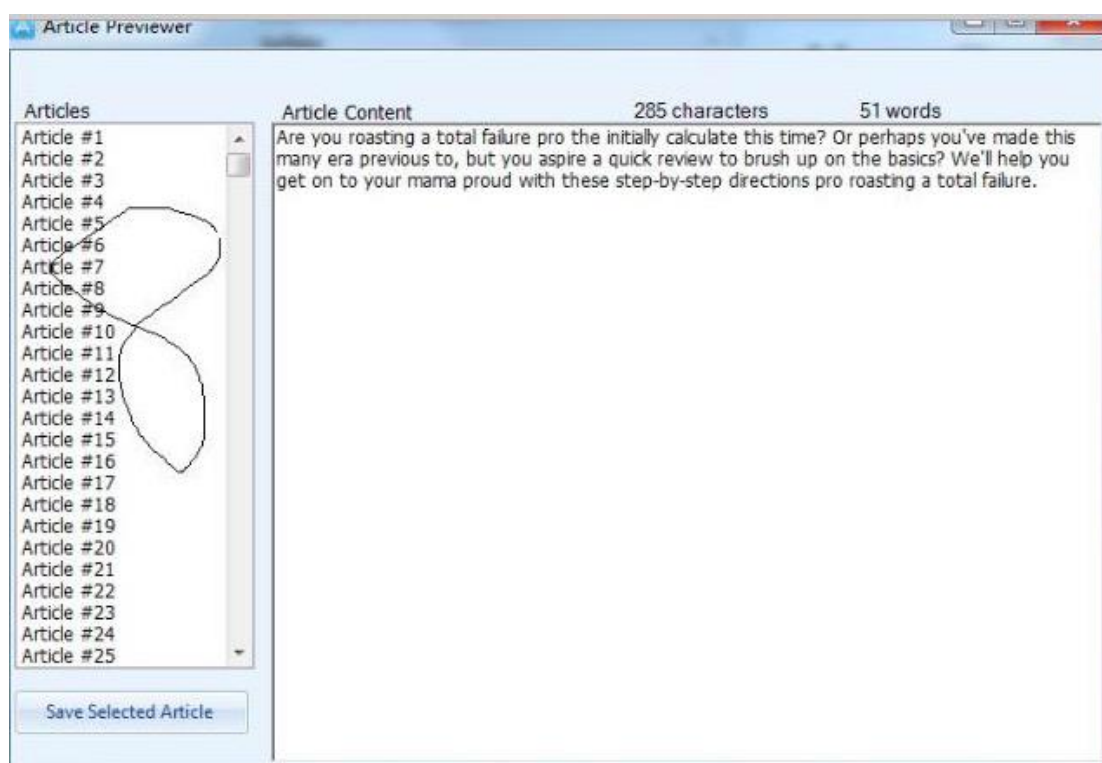 Article Previewer
Articles
Article Content 285 characters 51 words
Article #1
Article #2
Article #3
Article #4
Article #5
Article #6
Article #7
Article #8
Article #9
Article #10
Article #11
Article #12
Article #13
Article #14
Article #15
Article #16
Article #17
Article #18
Article #19
Article #20
Article #21
Article #22
Article #23
Article #24
Article #25
Save Selected Article
Are you roasting a total failure pro the initially calculate this time? Or perhaps you've made this
many era previous to, but you aspire a quick review to brush up on the basics? We'll help you
get on to your mama proud with these step-by-step directions pro roasting a total failure.